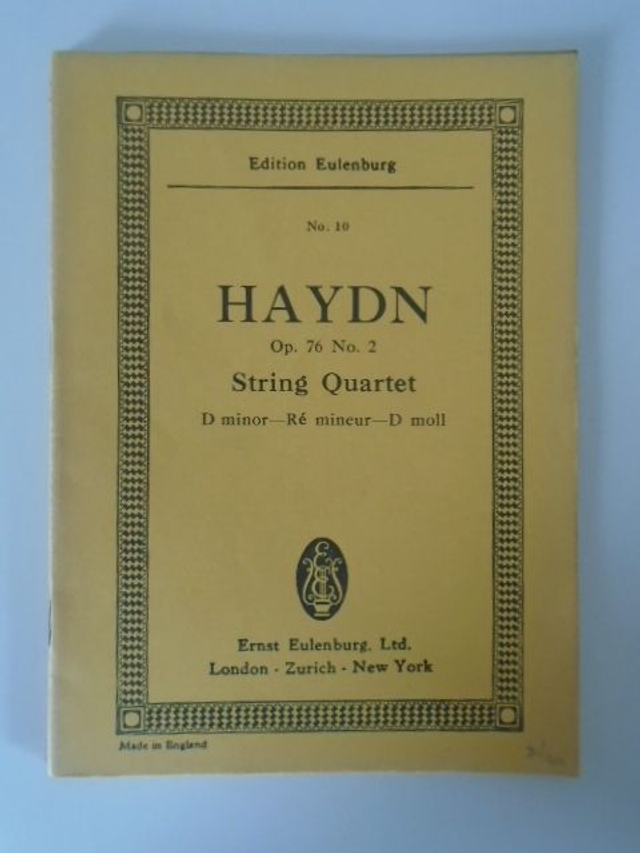 Edition Eulenburg
No. 10
HAYDN
Op. 76 No. 2
String Quartet
D minor—Ré mineur—D moll
Ernst Eulenburg, Ltd.
London - Zurich - New York
Made in England